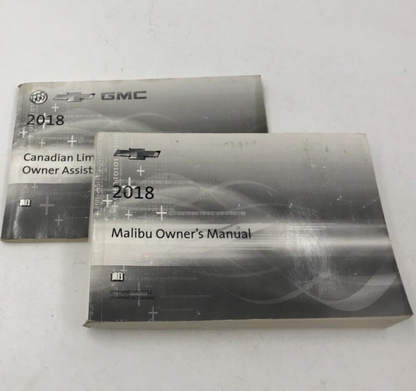 GMC
2018
Canadian Lim
Owner Assist
2018
Malibu Owner's Manual